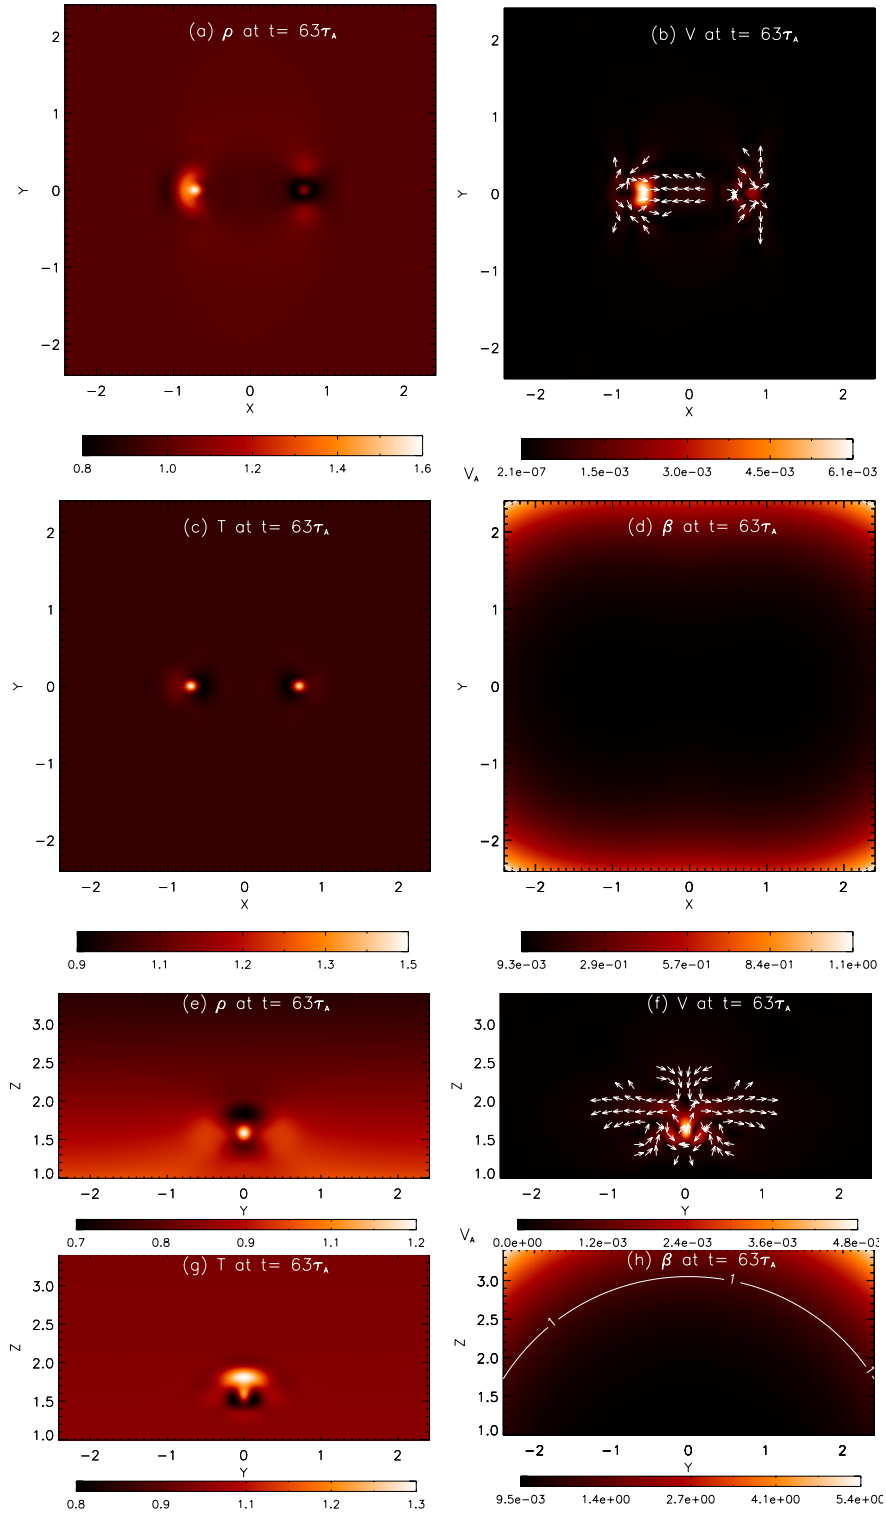 (a) ρ at t= 63τA
(b) V at t= 63τA
2
1
0
−1
−2
Y
−2 −1 0 1 2
X
0.8 1.0 1.2 1.4 1.6
2
1
0
−1
−2
Y
−2 −1 0 1 2
X
VA
2.1e−07 1.5e−03 3.0e−03 4.5e−03 6.1e−03
(c) T at t= 63τA
(d) β at t= 63τA
2
1
0
−1
−2
Y
−2 −1 0 1 2
X
0.9 1.1 1.2 1.3 1.5
2
1
0
−1
−2
Y
−2 −1 0 1 2
X
9.3e−03 2.9e−01 5.7e−01 8.4e−01 1.1e+00
(e) ρ at t= 63τA
(f) V at t= 63τA
3.0
2.5
2.0
1.5
1.0
Z
−2 −1 0 1 2
Y
0.7 0.8 0.9 1.1 1.2
3.0
2.5
2.0
1.5
1.0
Z
−2 −1 0 1 2
Y
VA
0.0e+00 1.2e−03 2.4e−03 3.6e−03 4.8e−03
(g) T at t= 63τA
(h) β at t= 63τA
3.0
2.5
2.0
1.5
1.0
Z
−2 −1 0 1 2
Y
0.8 0.9 1.1 1.2 1.3
3.0
2.5
2.0
1.5
1.0
Z
1
1
1
−2 −1 0 1 2
Y
9.5e−03 1.4e+00 2.7e+00 4.1e+00 5.4e+00